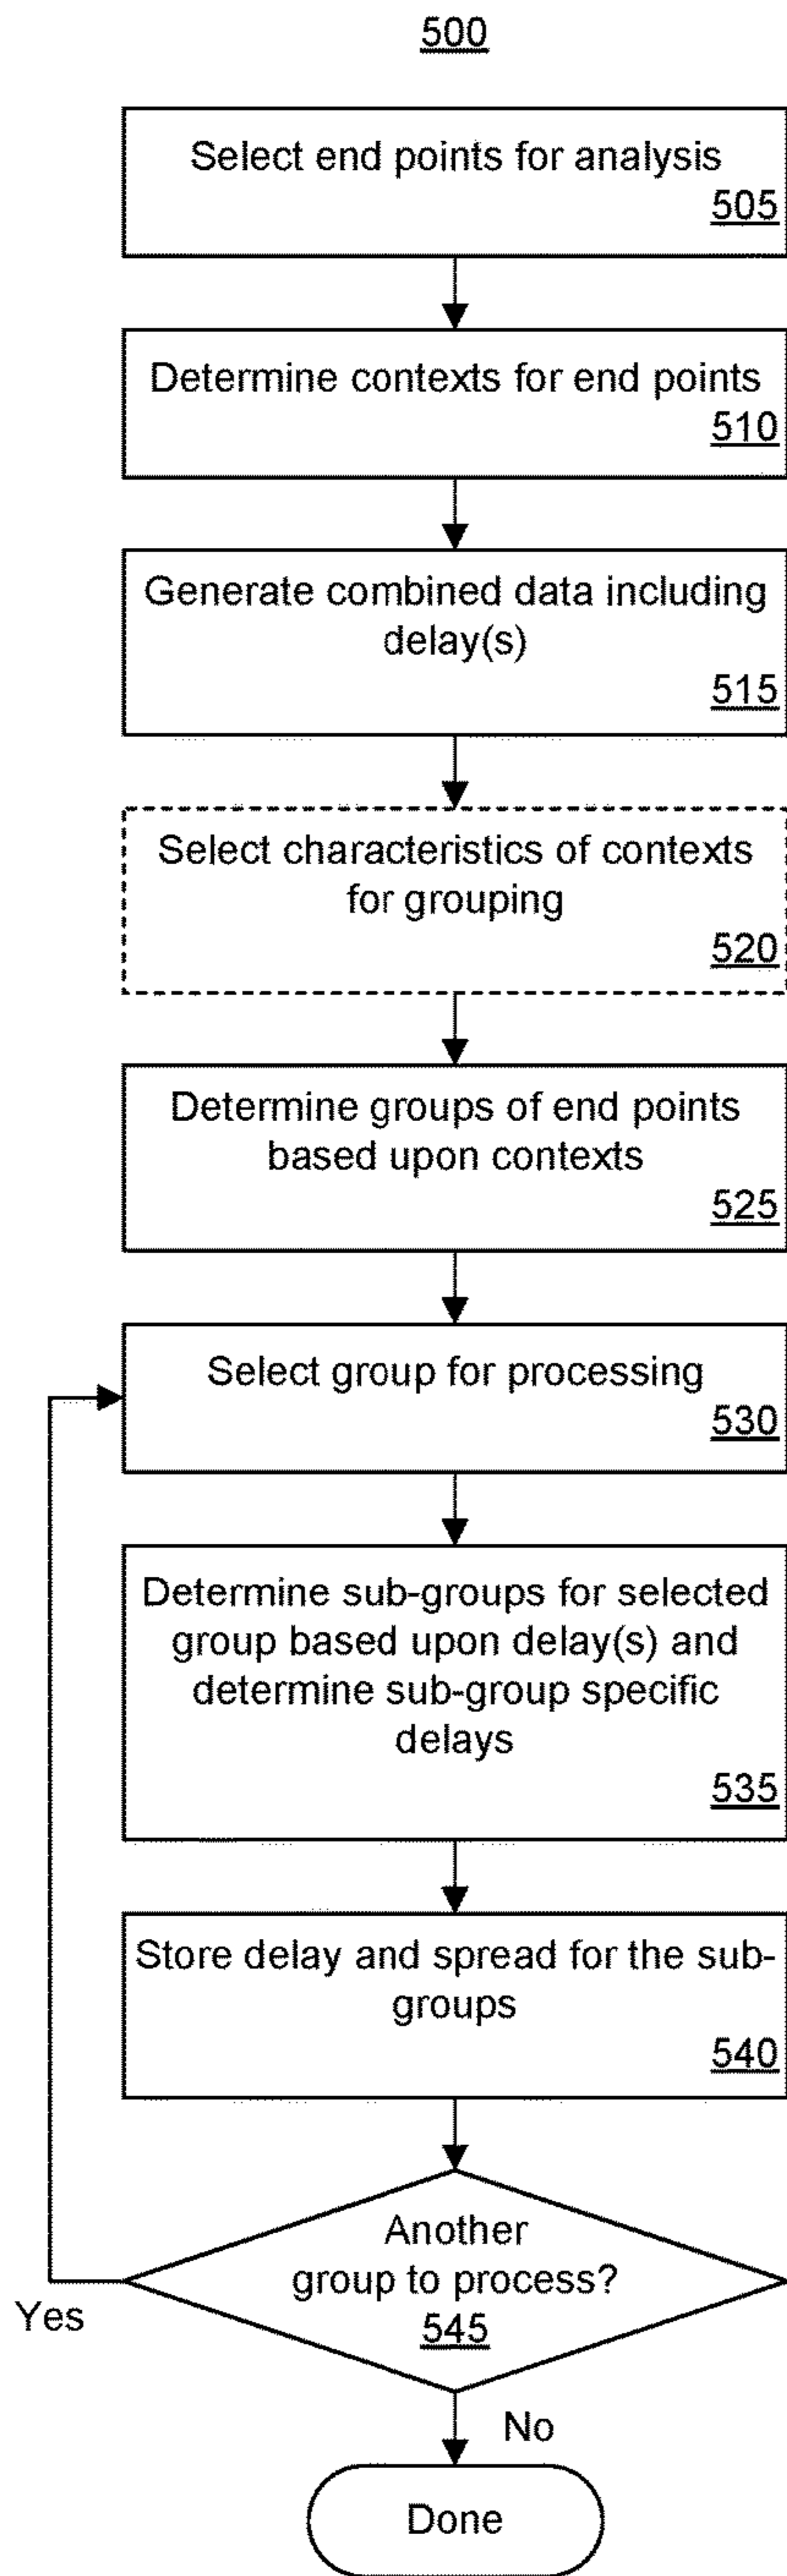 500
Select end points for analysis
505
Determine contexts for end points
510
Generate combined data including
delay(s)
515
Select characteristics of contexts
for grouping
520
Determine groups of end points
based upon contexts
525
Select group for processing
530
Determine sub-groups for selected
group based upon delay(s) and
determine sub-group specific
delays
535
Store delay and spread for the sub-
groups
540
Another
group to process?
545
Yes
No
Done